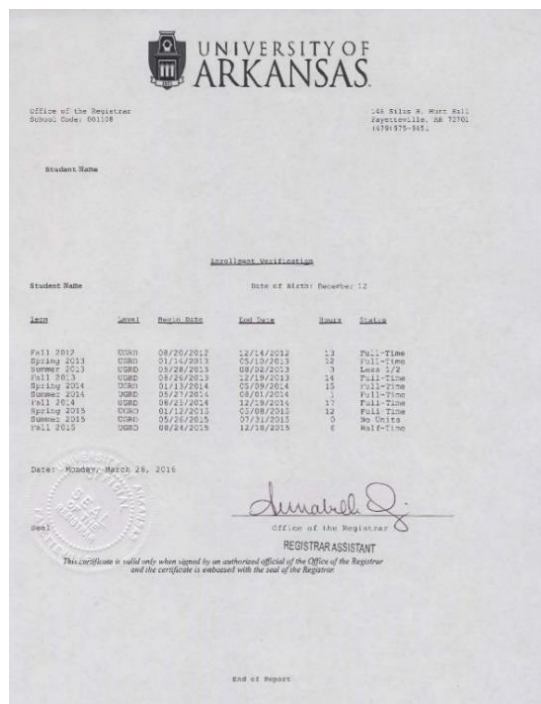 UNIVERSITY OF
ARKANSAS
Office of the Registrar
School Code: 001108
146 Silas H. Hunt Hall
Fayetteville, AR 72701
(479)575-5451
Student Name
Enrollment Verification
Student Name Date of Birth: December 12
Term Level Begin Date End Date Hours Status
Fall 2012 UGRD 08/20/2012 12/14/2012 13 Full-Time
Spring 2013 UGRD 01/14/2013 05/10/2013 12 Full-Time
Summer 2013 UGRD 05/28/2013 08/02/2013 3 Less 1/2
Fall 2013 UGRD 08/26/2013 12/19/2013 14 Full-Time
Spring 2014 UGRD 01/13/2014 05/09/2014 15 Full-Time
Summer 2014 UGRD 05/27/2014 08/01/2014 1
Fall 2014 UGRD 08/25/2014 12/19/2014 17 Full-Time
Spring 2015 UGRD 01/12/2015 05/08/2015 12 Full-Time
Summer 2015 UGRD 05/26/2015 07/31/2015 0 No Units
Fall 2015 UGRD 08/24/2015 12/18/2015 6 Half-Time
Date: Monday, March 28, 2016
SEAL
OF THE
REGISTRAR
Seal
Office of the Registrar
REGISTRAR ASSISTANT
This certificate is valid only when signed by an authorized official of the Office of the Registrar
and the certificate is embossed with the seal of the Registrar.
End of Report